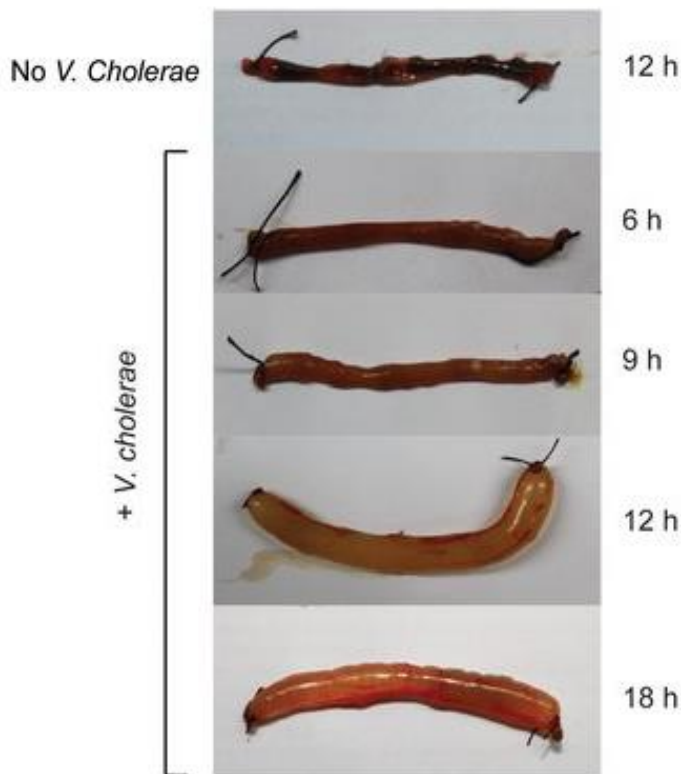 No V. Cholerae
12 h
6 h
9 h
+ V. cholerae
12 h
18 h